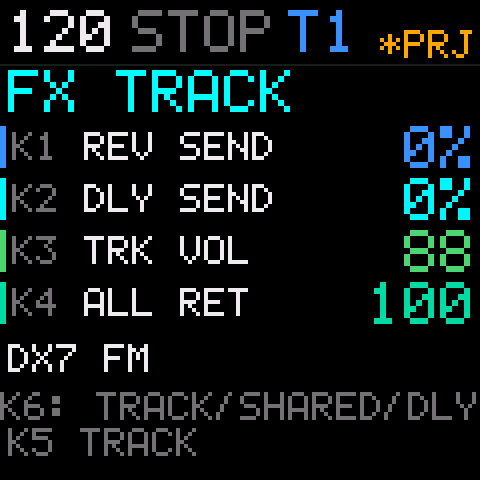 120 STOP T1 *PRJ
FX TRACK
K1 REV SEND 0%
K2 DLY SEND 0%
K3 TRK VOL 88
K4 ALL RET 100
DX7 FM
K6: TRACK/SHARED/DLY
K5 TRACK